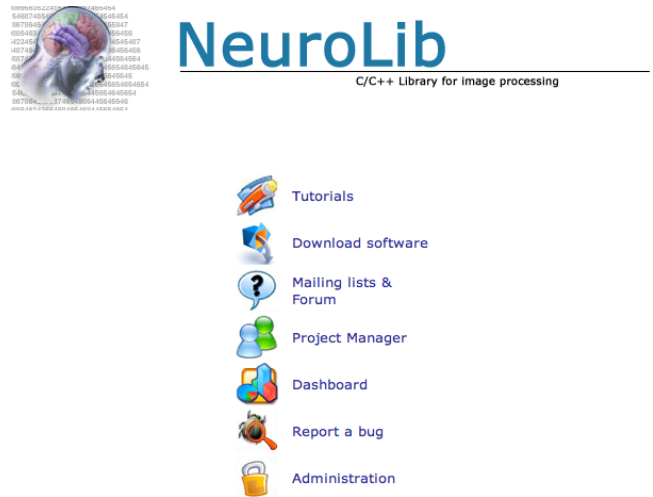 NeuroLib
C/C++ Library for image processing
Tutorials
Download software
Mailing lists &
Forum
Project Manager
Dashboard
Report a bug
Administration